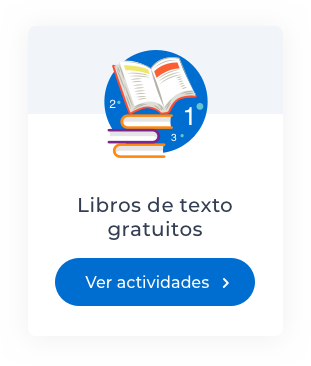 2°
1°
3°
Libros de texto
gratuitos
Ver actividades